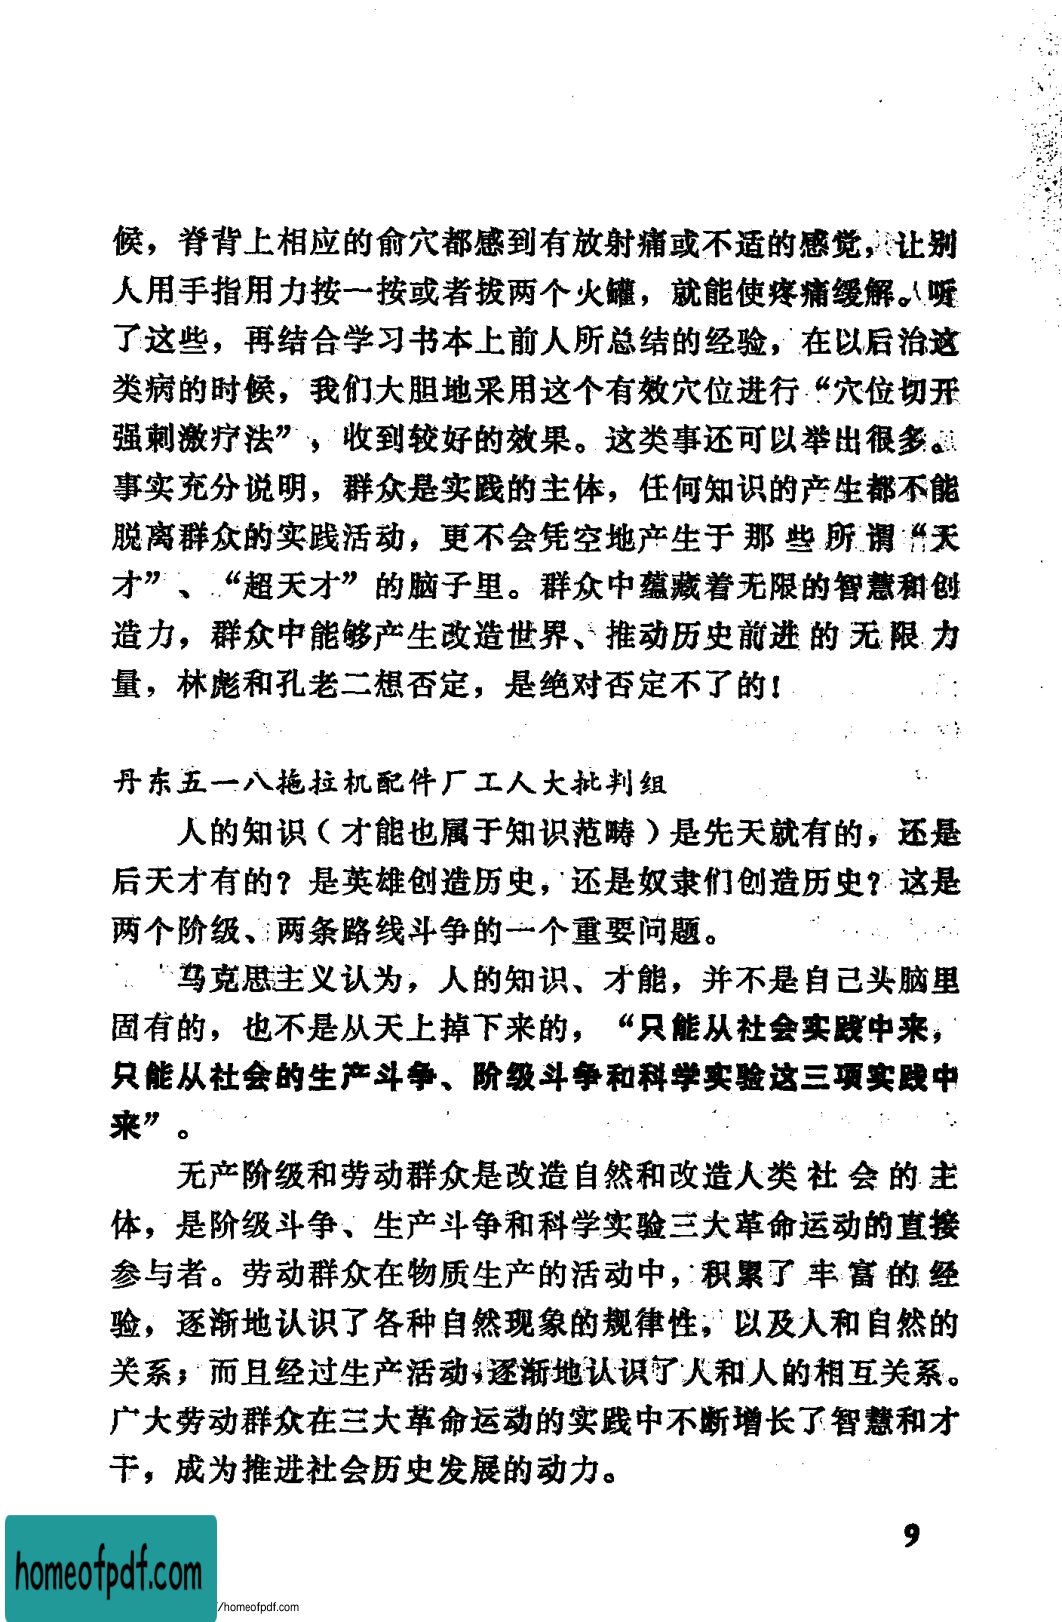 候，脊背上相应的俞穴都感到有放射痛或不适的感觉，让别
人用手指用力按一按或者拔两个火罐，就能使疼痛缓解。听
了这些，再结合学习书本上前人所总结的经验，在以后治这
类病的时候，我们大胆地采用这个有效穴位进行“穴位切开
强刺激疗法”，收到较好的效果。这类事还可以举出很多。
事实充分说明，群众是实践的主体，任何知识的产生都不能
脱离群众的实践活动，更不会凭空地产生于那些所谓“天
才”、“超天才”的脑子里。群众中蕴藏着无限的智慧和创
造力，群众中能够产生改造世界、推动历史前进的无限力
量，林彪和孔老二想否定，是绝对否定不了的！
丹东五一八拖拉机配件厂工人大批判组
人的知识（才能也属于知识范畴）是先天就有的，还是
后天才有的？是英雄创造历史，还是奴隶们创造历史？这是
两个阶级、两条路线斗争的一个重要问题。
马克思主义认为，人的知识、才能，并不是自己头脑里
固有的，也不是从天上掉下来的，“只能从社会实践中来，
只能从社会的生产斗争、阶级斗争和科学实验这三项实践中
来”。
无产阶级和劳动群众是改造自然和改造人类社会的主
体，是阶级斗争、生产斗争和科学实验三大革命运动的直接
参与者。劳动群众在物质生产的活动中，积累了丰富的经
验，逐渐地认识了各种自然现象的规律性，以及人和自然的
关系；而且经过生产活动，逐渐地认识了人和人的相互关系。
广大劳动群众在三大革命运动的实践中不断增长了智慧和才
干，成为推进社会历史发展的动力。
9
homeofpdf.com
/homeofpdf.com